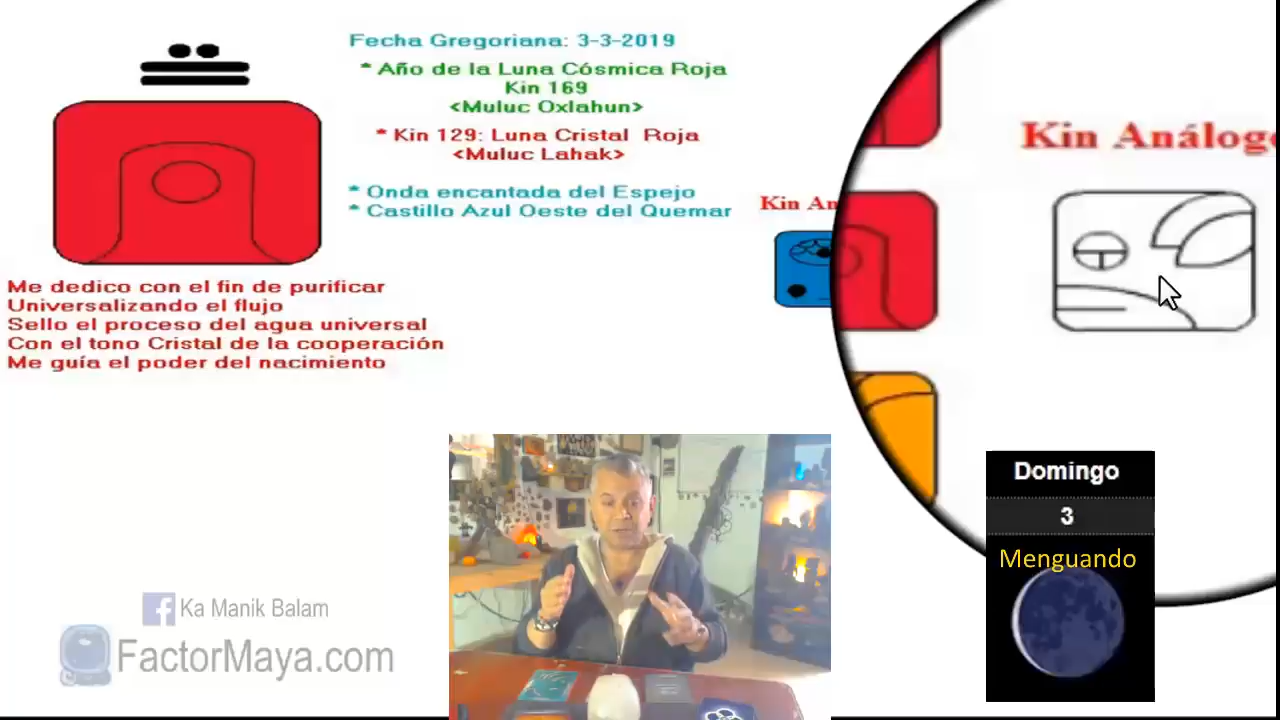 Fecha Gregoriana: 3-3-2019
* Año de la Luna Cósmica Roja
Kin 169
<Muluc Oxlahun>
* Kin 129: Luna Cristal Roja
<Muluc Lahak>
* Onda encantada del Espejo
* Castillo Azul Oeste del Quemar
Me dedico con el fin de purificar
Universalizando el flujo
Sello el proceso del agua universal
Con el tono Cristal de la cooperación
Me guía el poder del nacimiento
Kin An
Kin Análogo
Domingo
3
Menguando
Ka Manik Balam
FactorMaya.com